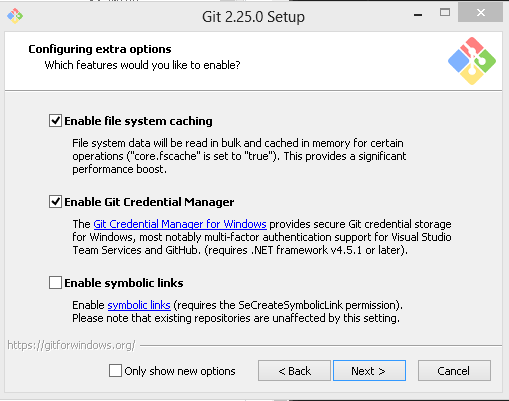 Git 2.25.0 Setup
Configuring extra options
Which features would you like to enable?
Enable file system caching
File system data will be read in bulk and cached in memory for certain
operations ("core.fscache" is set to "true"). This provides a significant
performance boost.
Enable Git Credential Manager
The Git Credential Manager for Windows provides secure Git credential storage
for Windows, most notably multi-factor authentication support for Visual Studio
Team Services and GitHub. (requires .NET framework v4.5.1 or later).
Enable symbolic links
Enable symbolic links (requires the SeCreateSymbolicLink permission).
Please note that existing repositories are unaffected by this setting.
https://gitforwindows.org/
Only show new options
< Back
Next >
Cancel